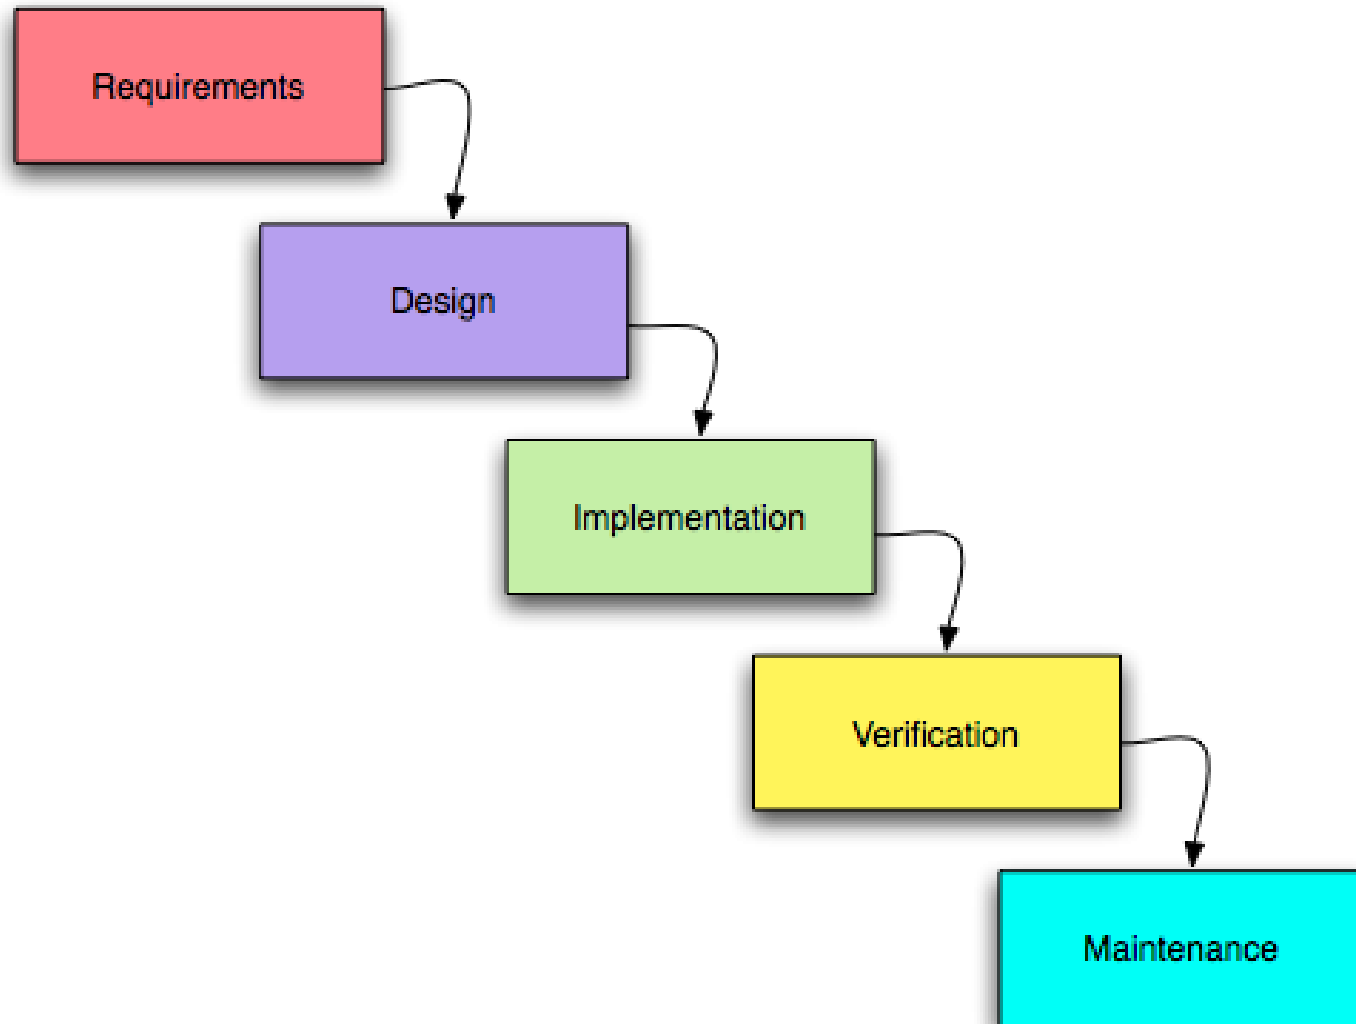 Requirements
Design
Implementation
Verification
Maintenance